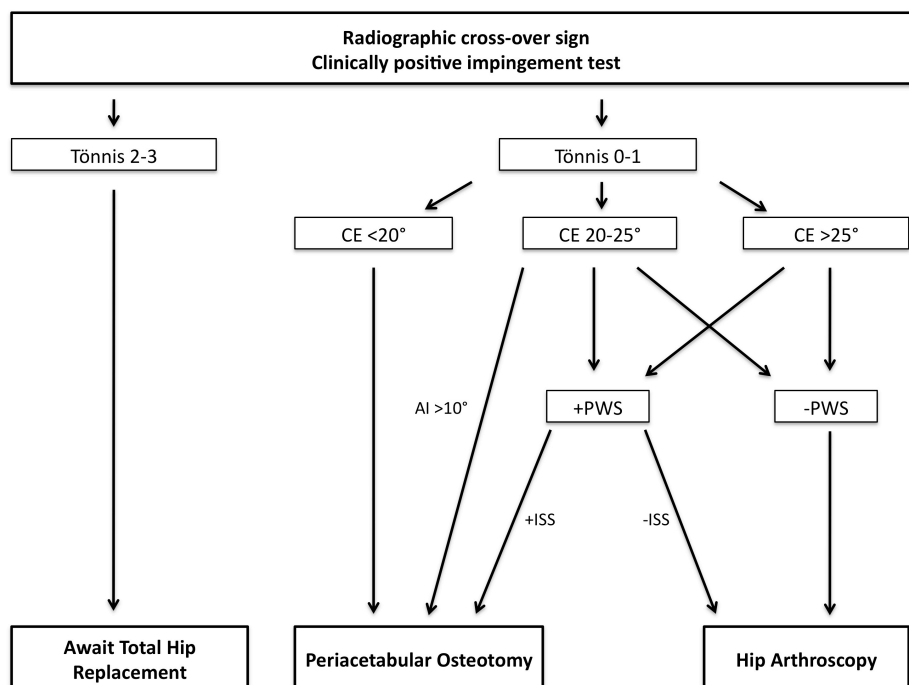 Radiographic cross-over sign
Clinically positive impingement test
Tönnis 2-3
Tönnis 0-1
CE <20°
CE 20-25°
CE >25°
AI >10°
+PWS
-PWS
+ISS
-ISS
Await Total Hip
Replacement
Periacetabular Osteotomy
Hip Arthroscopy